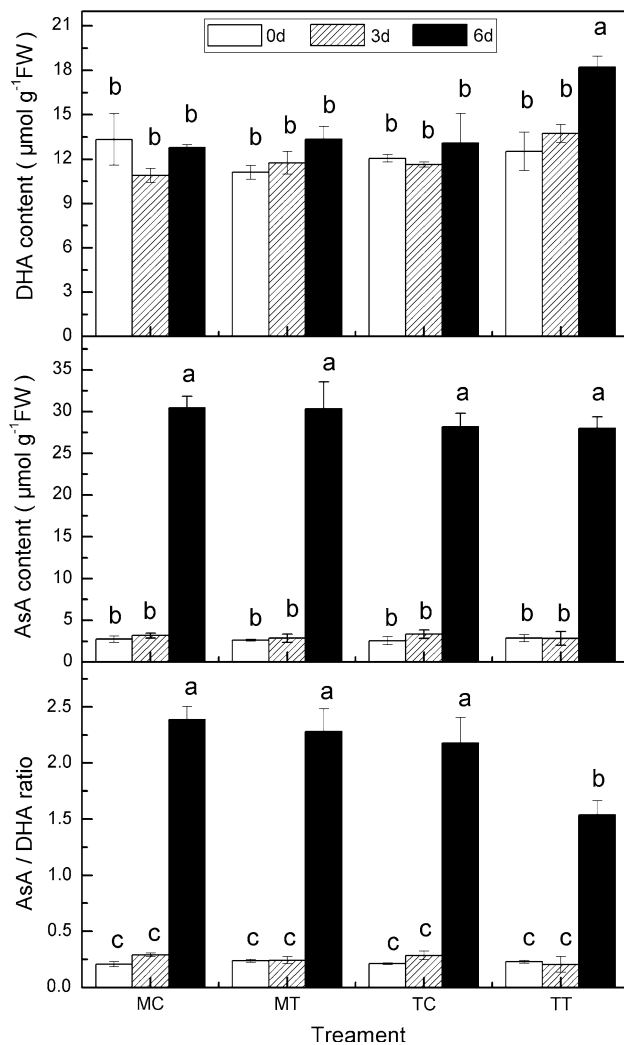 0d 3d 6d
DHA content ( µmol g⁻¹FW )
21
18
15
12
9
6
3
0
b b b b b b b b b b b a
AsA content ( µmol g⁻¹FW )
35
30
25
20
15
10
5
0
b b a b b a b b a b b a
AsA / DHA ratio
2.5
2.0
1.5
1.0
0.5
0.0
c c a c c a c c a c c b
MC MT TC TT
Treament